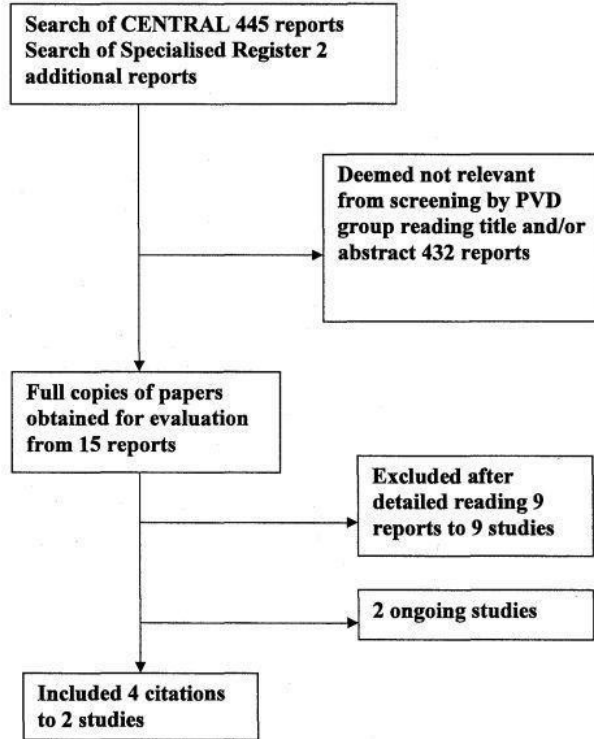 Search of CENTRAL 445 reports
Search of Specialised Register 2
additional reports
Deemed not relevant
from screening by PVD
group reading title and/or
abstract 432 reports
Full copies of papers
obtained for evaluation
from 15 reports
Excluded after
detailed reading 9
reports to 9 studies
2 ongoing studies
Included 4 citations
to 2 studies